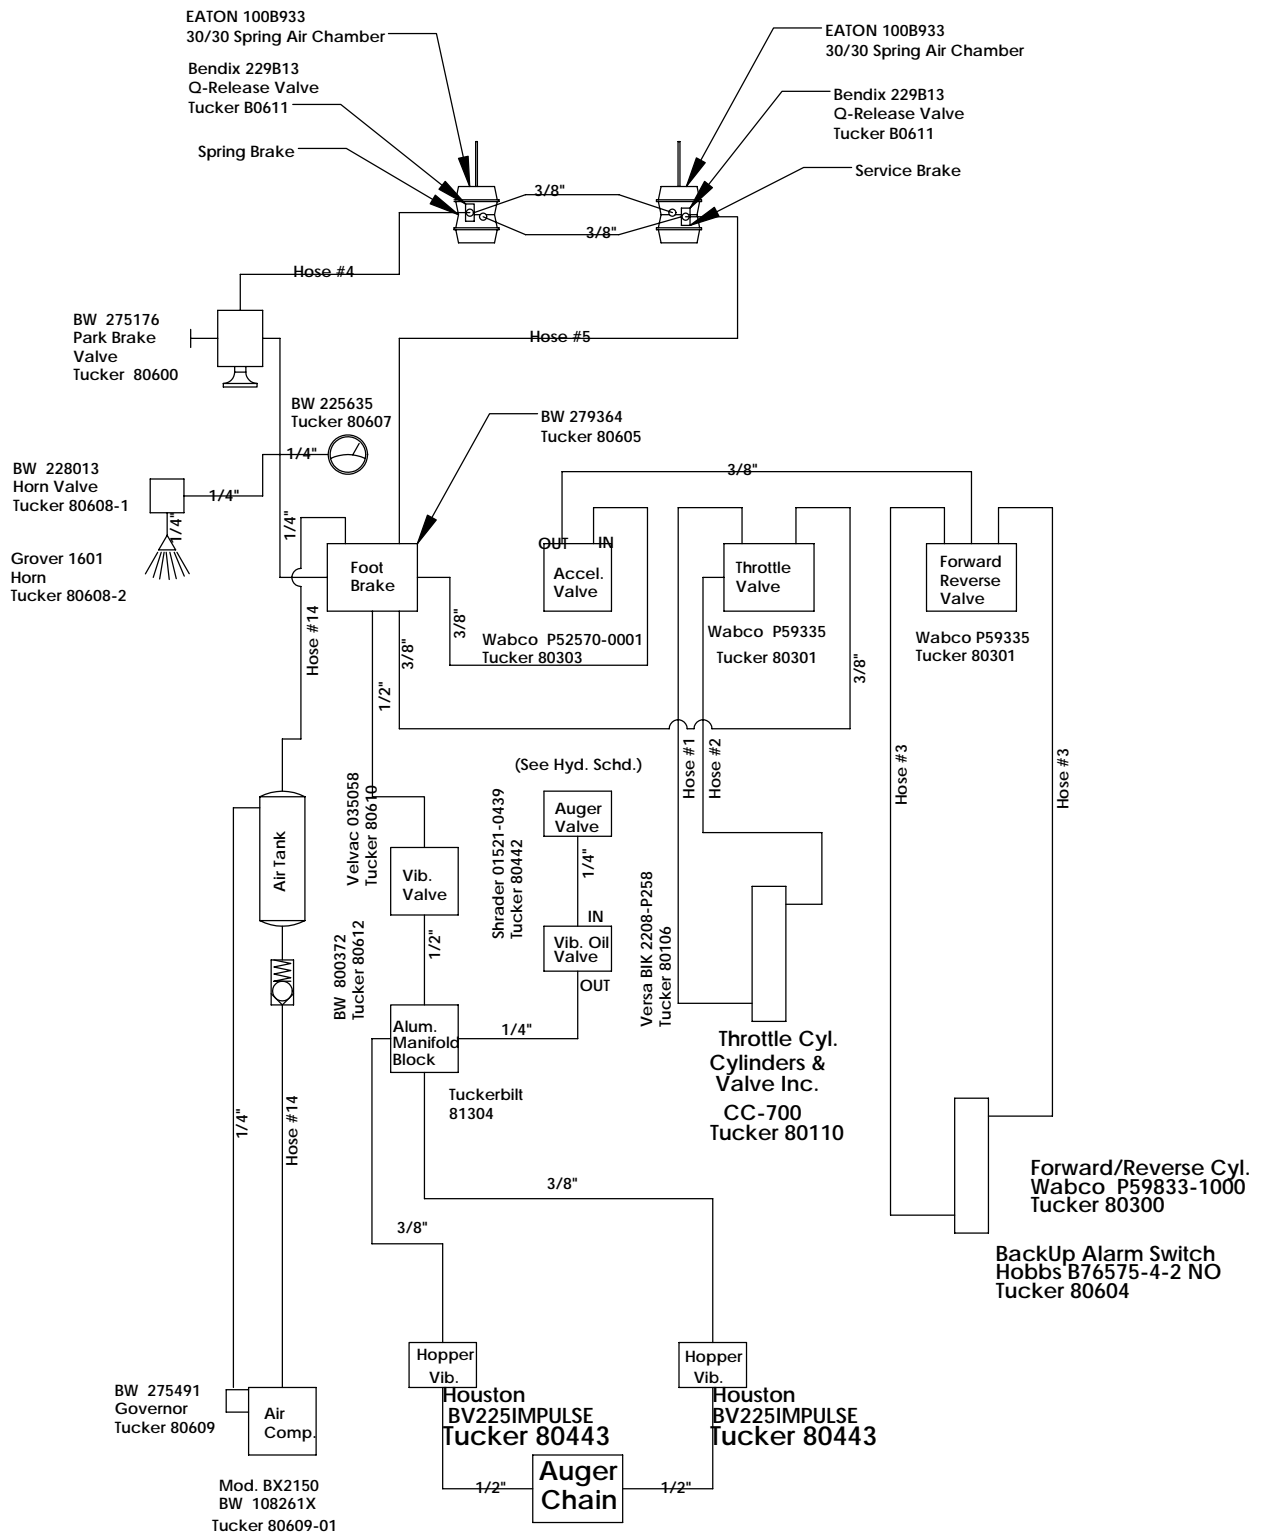 EATON 100B933
30/30 Spring Air Chamber
EATON 100B933
30/30 Spring Air Chamber
Bendix 229B13
Q-Release Valve
Tucker B0611
Bendix 229B13
Q-Release Valve
Tucker B0611
Spring Brake
Service Brake
3/8"
3/8"
Hose #4
Hose #5
BW 275176
Park Brake
Valve
Tucker 80600
BW 225635
Tucker 80607
BW 279364
Tucker 80605
1/4"
BW 228013
Horn Valve
Tucker 80608-1
1/4"
1/4"
1/4"
Grover 1601
Horn
Tucker 80608-2
3/8"
OUT
IN
Foot
Brake
Accel.
Valve
Throttle
Valve
Forward
Reverse
Valve
Hose #14
3/8"
3/8"
1/2"
Wabco P52570-0001
Tucker 80303
Wabco P59335
Tucker 80301
Wabco P59335
Tucker 80301
3/8"
Hose #1
Hose #2
Hose #3
Hose #3
(See Hyd. Schd.)
Velvac 035058
Tucker 80610
Shrader 01521-0439
Tucker 80442
Auger
Valve
1/4"
Air Tank
Vib.
Valve
IN
Vib. Oil
Valve
OUT
Versa BIK 2208-P258
Tucker 80106
BW 800372
Tucker 80612
1/2"
Alum.
Manifold
Block
1/4"
Tuckerbilt
81304
Throttle Cyl.
Cylinders &
Valve Inc.
CC-700
Tucker 80110
1/4"
Hose #14
3/8"
3/8"
Forward/Reverse Cyl.
Wabco P59833-1000
Tucker 80300
BackUp Alarm Switch
Hobbs B76575-4-2 NO
Tucker 80604
Hopper
Vib.
Hopper
Vib.
Houston
BV225IMPULSE
Tucker 80443
Houston
BV225IMPULSE
Tucker 80443
BW 275491
Governor
Tucker 80609
Air
Comp.
Auger
Chain
1/2"
1/2"
Mod. BX2150
BW 108261X
Tucker 80609-01